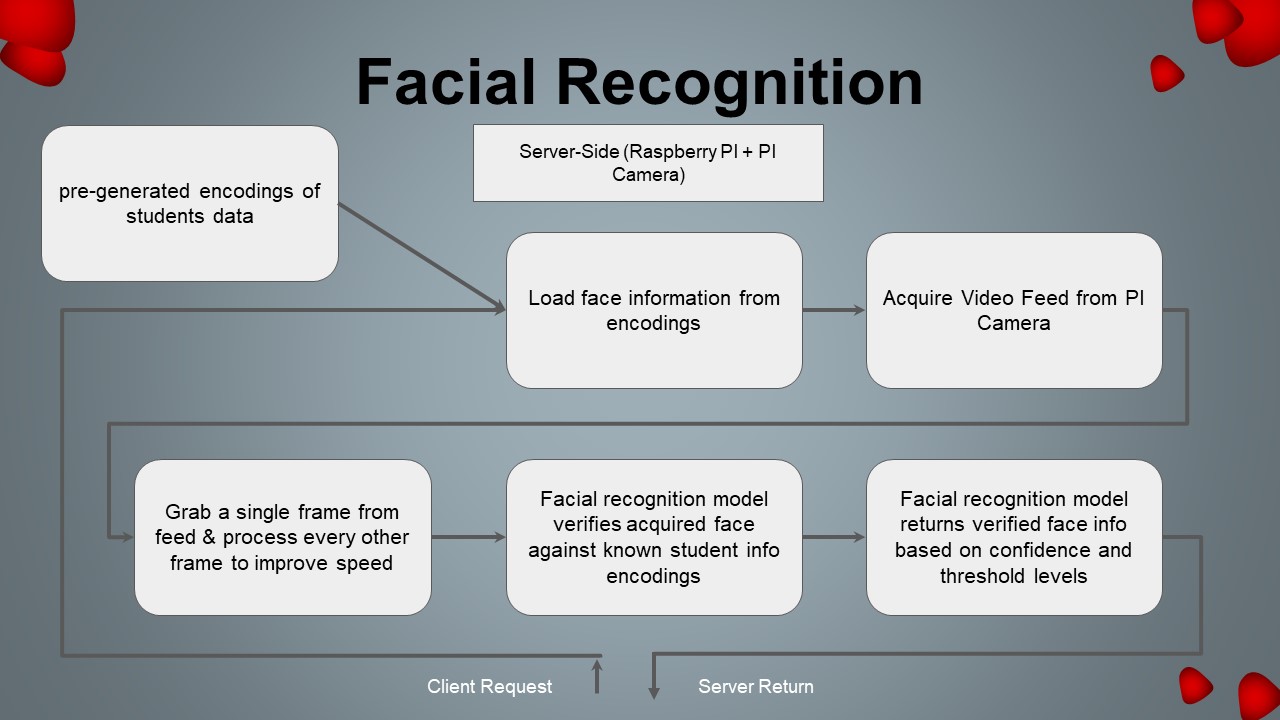 Facial Recognition
Server-Side (Raspberry PI + PI
Camera)
pre-generated encodings of
students data
Load face information from
encodings
Acquire Video Feed from PI
Camera
Grab a single frame from
feed & process every other
frame to improve speed
Facial recognition model
verifies acquired face
against known student info
encodings
Facial recognition model
returns verified face info
based on confidence and
threshold levels
Client Request
Server Return